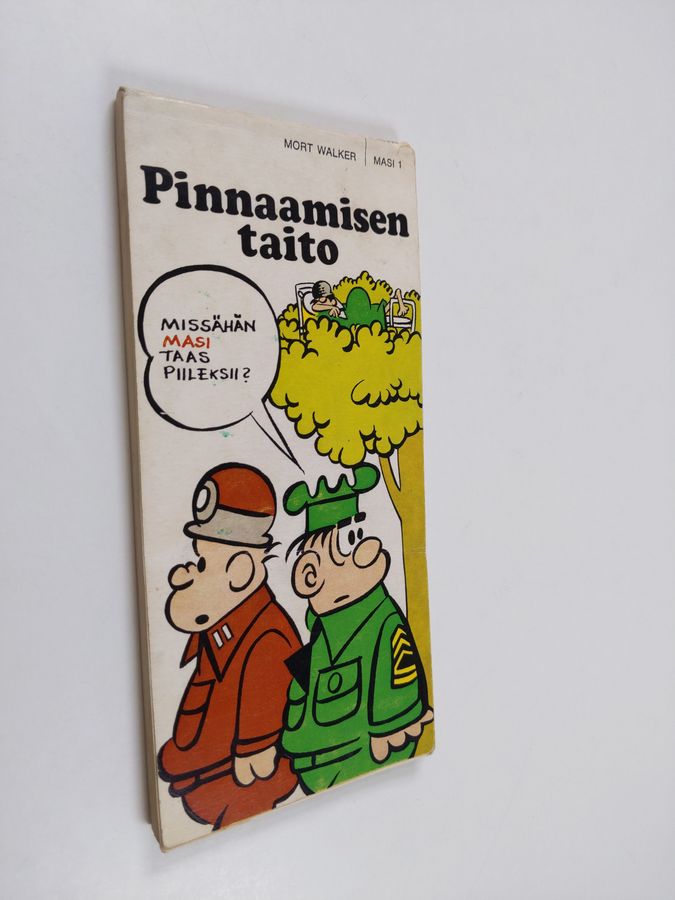 MORT WALKER | MASI 1
Pinnaamisen
taito
MISSÄHÄN
MASI
TAAS
PIILEKSII?